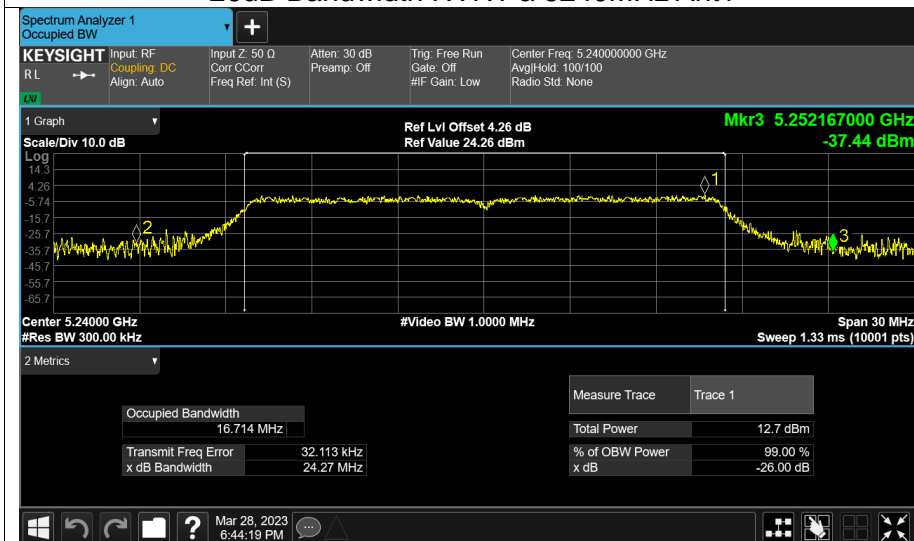 Spectrum Analyzer 1
Occupied BW
+
KEYSIGHT Input: RF Input Z: 50 Ω Atten: 30 dB Trig: Free Run Center Freq: 5.240000000 GHz
RL Coupling: DC Corr CCorr Preamp: Off Gate: Off Avg|Hold: 100/100
Align: Auto Freq Ref: Int (S) #IF Gain: Low Radio Std: None
LXI
1 Graph Ref Lvl Offset 4.26 dB Mkr3 5.252167000 GHz
Scale/Div 10.0 dB Ref Value 24.26 dBm -37.44 dBm
Log
14.3
4.26
-5.74
-15.7
-25.7
-35.7
-45.7
-55.7
-65.7
1
2
3
Center 5.24000 GHz #Video BW 1.0000 MHz Span 30 MHz
#Res BW 300.00 kHz Sweep 1.33 ms (10001 pts)
2 Metrics
Measure Trace Trace 1
Occupied Bandwidth
16.714 MHz Total Power 12.7 dBm
Transmit Freq Error 32.113 kHz % of OBW Power 99.00 %
x dB Bandwidth 24.27 MHz x dB -26.00 dB
? Mar 28, 2023
6:44:19 PM